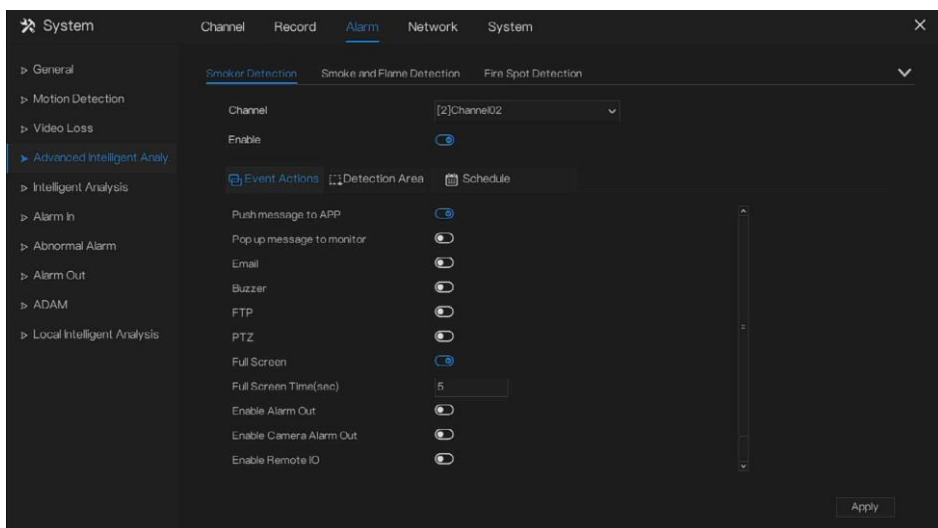 System
Channel Record Alarm Network System
General
Motion Detection
Video Loss
Advanced Intelligent Analy.
Intelligent Analysis
Alarm In
Abnormal Alarm
Alarm Out
ADAM
Local Intelligent Analysis
Smoker Detection Smoke and Flame Detection Fire Spot Detection
Channel [2]Channel02
Enable
Event Actions Detection Area Schedule
Push message to APP
Pop up message to monitor
Email
Buzzer
FTP
PTZ
Full Screen
Full Screen Time(sec) 5
Enable Alarm Out
Enable Camera Alarm Out
Enable Remote IO
Apply